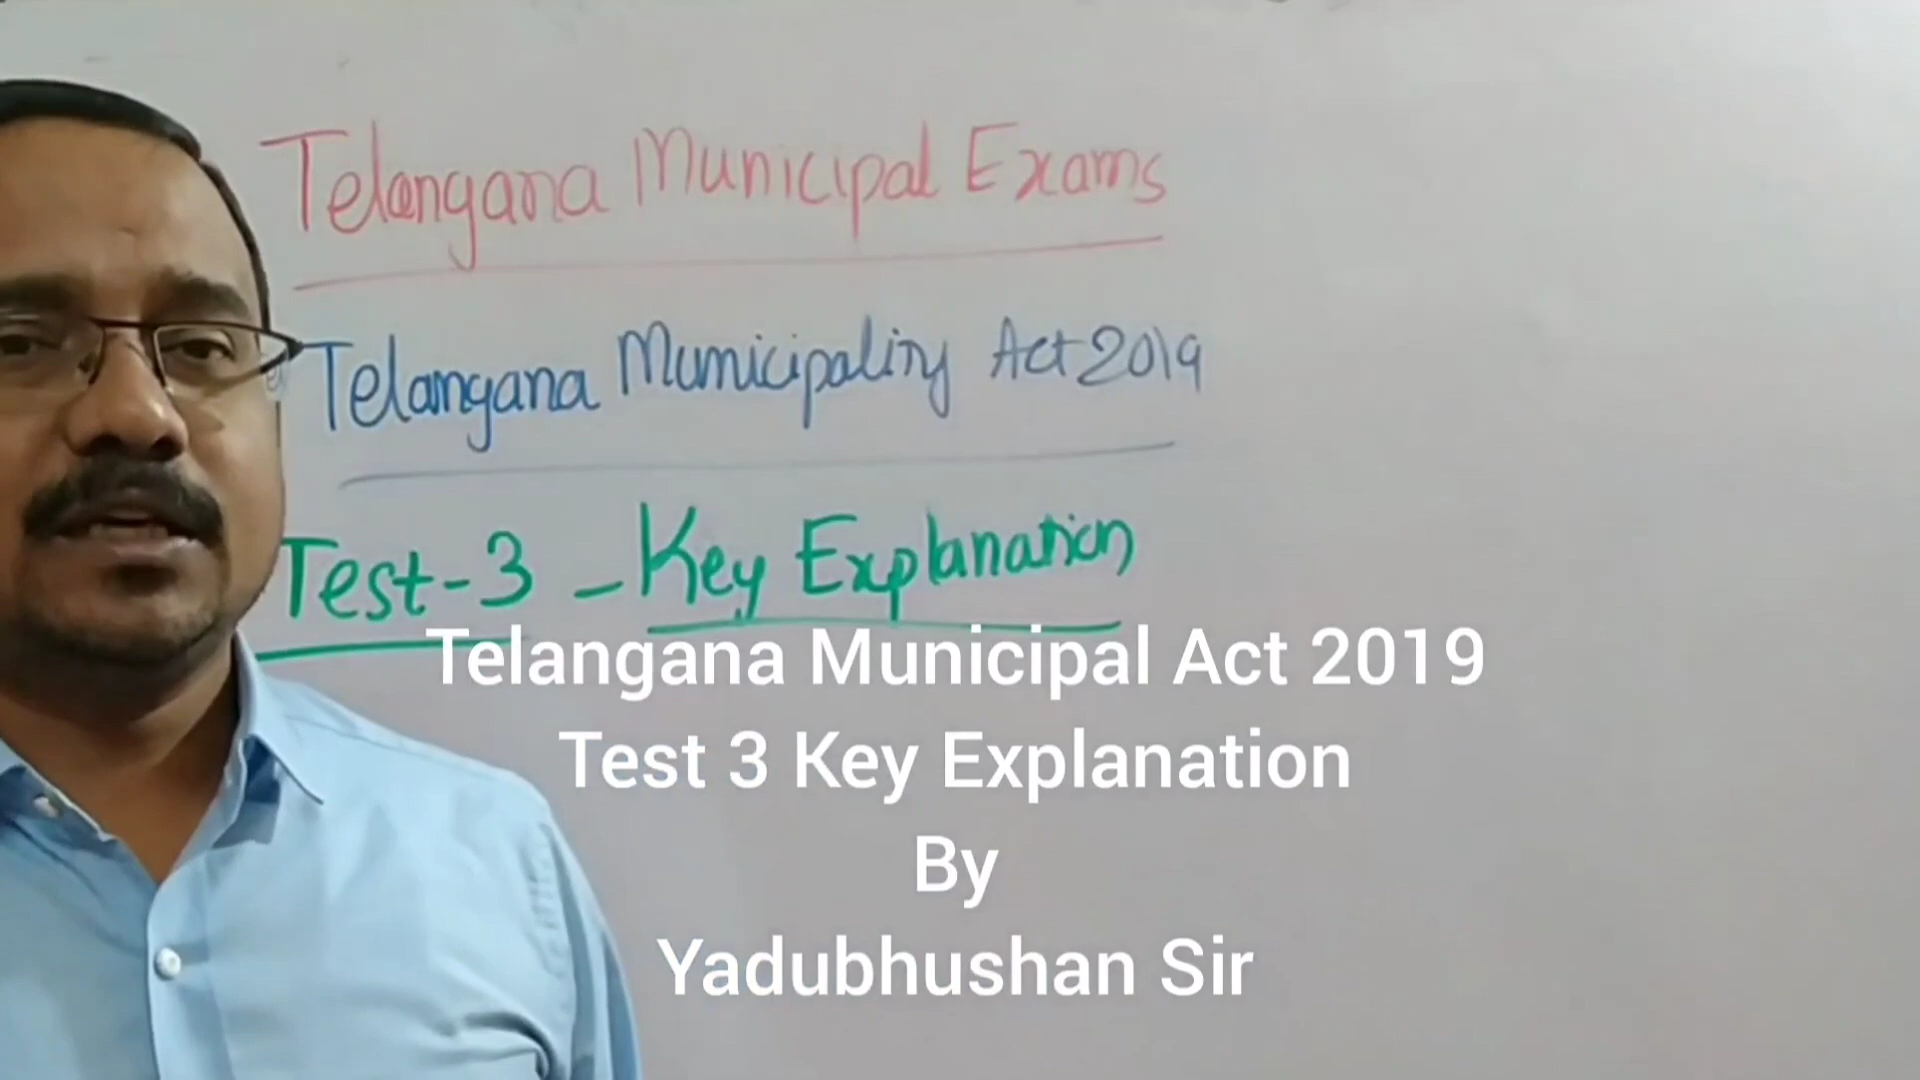 Telangana Municipal Exams
Telangana Municipality Act 2019
Test-3 - Key Explanation
Telangana Municipal Act 2019
Test 3 Key Explanation
By
Yadubhushan Sir